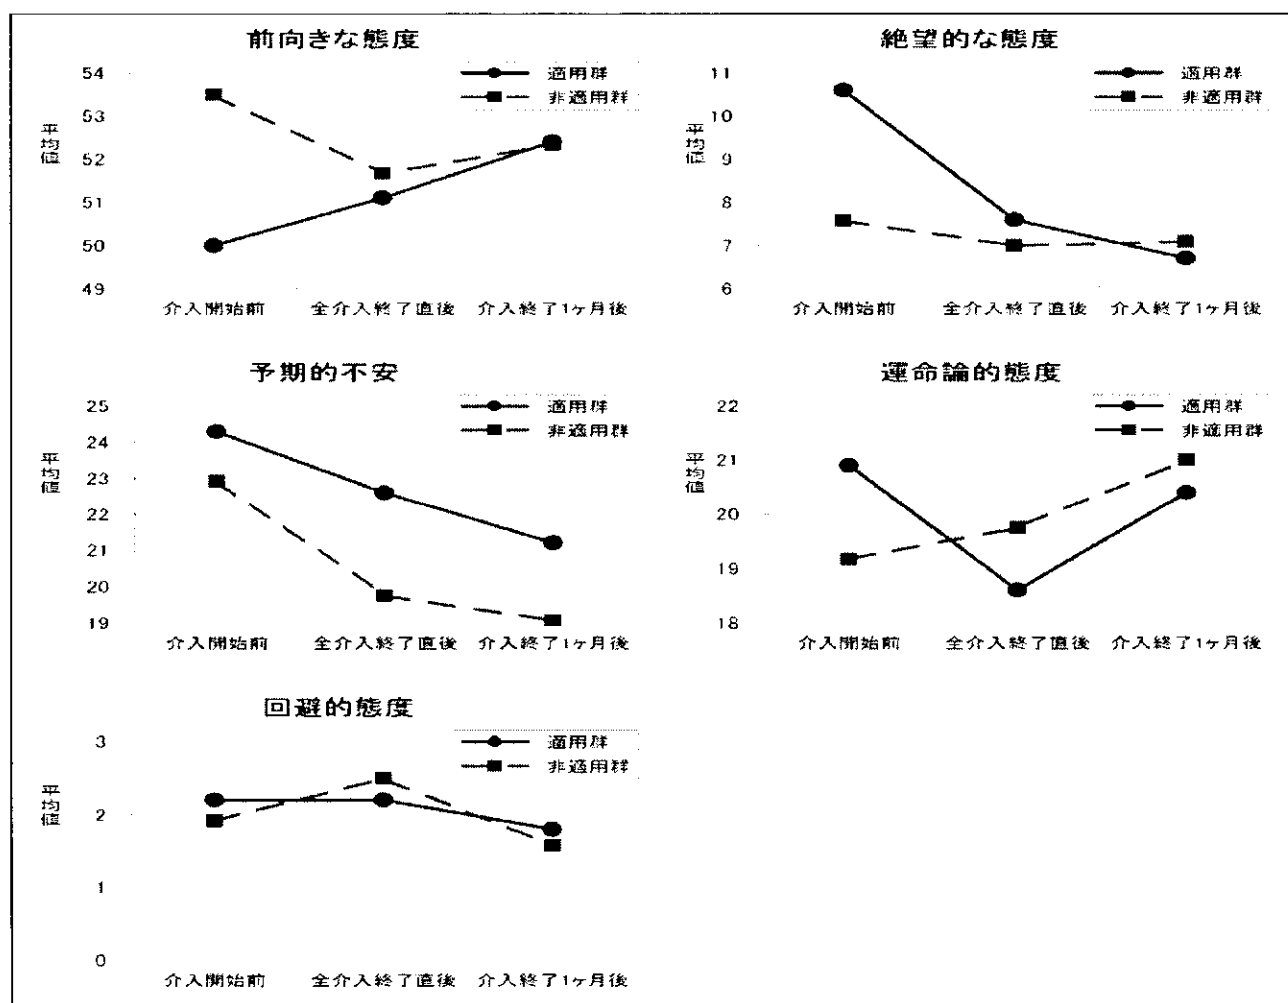 前向きな態度
54
53
52
51
50
49
平均値
適用群
非適用群
介入開始前 全介入終了直後 介入終了1ヶ月後
絶望的な態度
11
10
9
8
7
6
平均値
適用群
非適用群
介入開始前 全介入終了直後 介入終了1ヶ月後
予期的不安
25
24
23
22
21
20
19
平均値
適用群
非適用群
介入開始前 全介入終了直後 介入終了1ヶ月後
運命論的態度
22
21
20
19
18
平均値
適用群
非適用群
介入開始前 全介入終了直後 介入終了1ヶ月後
回避的態度
3
2
1
0
平均値
適用群
非適用群
介入開始前 全介入終了直後 介入終了1ヶ月後